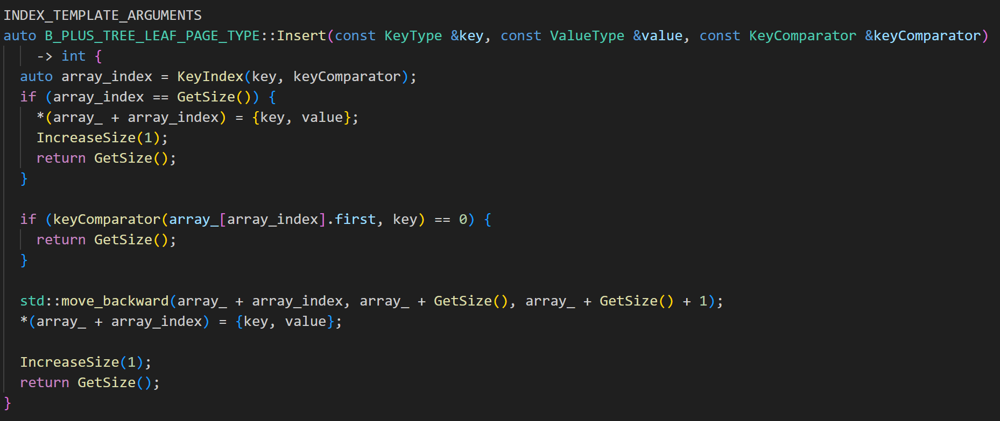 INDEX_TEMPLATE_ARGUMENTS
auto B_PLUS_TREE_LEAF_PAGE_TYPE::Insert(const KeyType &key, const ValueType &value, const KeyComparator &keyComparator)
    -> int {
  auto array_index = KeyIndex(key, keyComparator);
  if (array_index == GetSize()) {
    *(array_ + array_index) = {key, value};
    IncreaseSize(1);
    return GetSize();
  }

  if (keyComparator(array_[array_index].first, key) == 0) {
    return GetSize();
  }

  std::move_backward(array_ + array_index, array_ + GetSize(), array_ + GetSize() + 1);
  *(array_ + array_index) = {key, value};

  IncreaseSize(1);
  return GetSize();
}